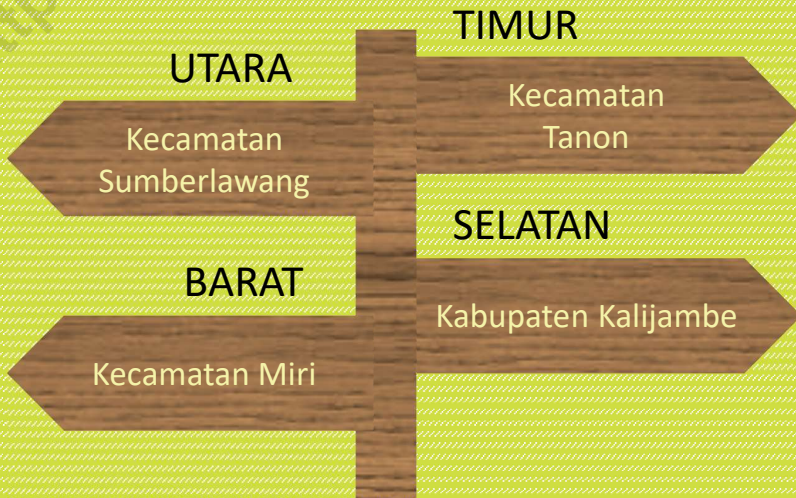 UTARA
Kecamatan
Sumberlawang
TIMUR
Kecamatan
Tanon
BARAT
Kecamatan Miri
SELATAN
Kabupaten Kalijambe